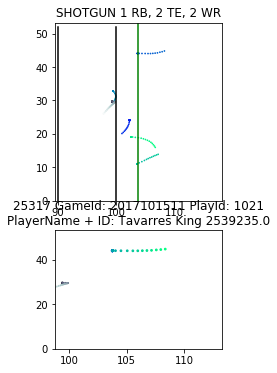 SHOTGUN 1 RB, 2 TE, 2 WR
50
40
30
20
10
0
90 100 110
25317 GameId: 2017101511 PlayId: 1021
PlayerName + ID: Tavarres King 2539235.0
40
20
0
100 105 110